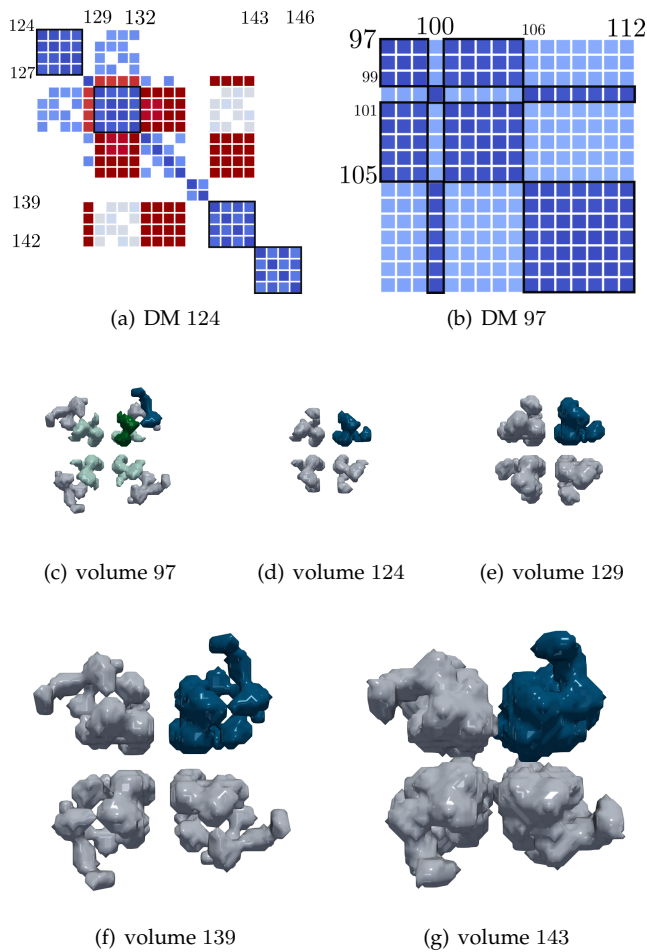 124
129 132
143 146
127
139
142
(a) DM 124
100
106
112
97
99
101
105
(b) DM 97
(c) volume 97
(d) volume 124
(e) volume 129
(f) volume 139
(g) volume 143